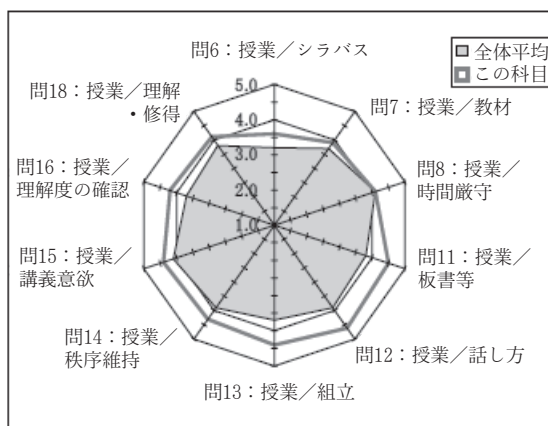 問6：授業／シラバス
全体平均
この科目
問18：授業／理解
・修得
5.0
4.0
3.0
2.0
1.0
問7：授業／教材
問16：授業／
理解度の確認
問8：授業／
時間厳守
問15：授業／
講義意欲
問11：授業／
板書等
問14：授業／
秩序維持
問12：授業／話し方
問13：授業／組立